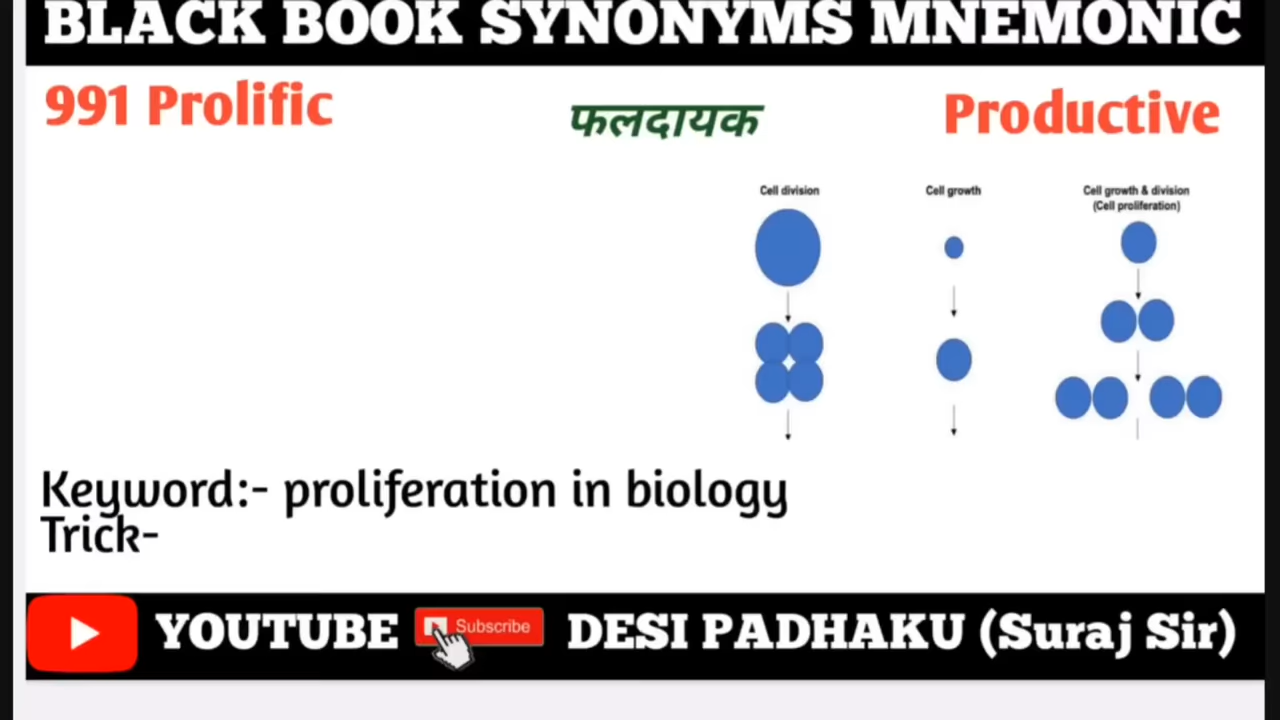 BLACK BOOK SYNONYMS MNEMONIC
991 Prolific
फलदायक
Productive
Cell division
Cell growth
Cell growth & division
(Cell proliferation)
Keyword:- proliferation in biology
Trick-
YOUTUBE
Subscribe
DESI PADHAKU (Suraj Sir)